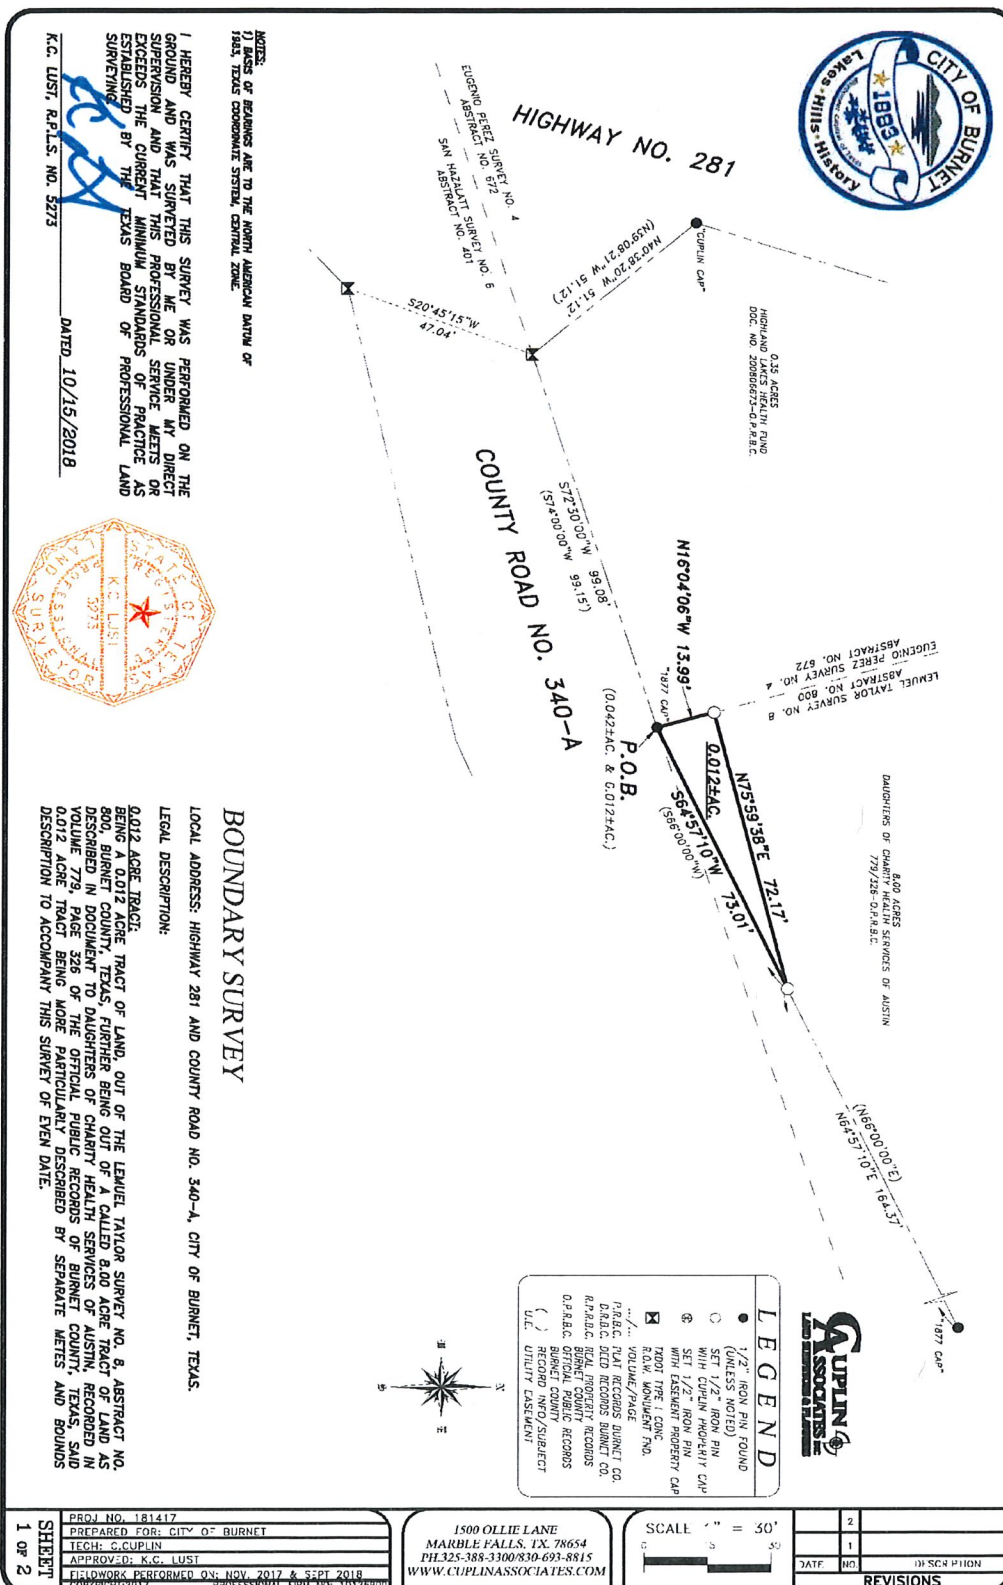 CITY OF BURNET
1883
Lakes·Hills·History
HIGHWAY NO. 281
EUGENIO PEREZ SURVEY NO. 4
ABSTRACT NO. 672
SAN HAZALATT SURVEY NO. 6
ABSTRACT NO. 401
"CUPLIN CAP"
N40°38'20"W 51.12'
(N39°08'21"W 51.12')
S20°45'15"W
47.04'
0.35 ACRES
HIGHLAND LAKES HEALTH FUND
DOC. NO. 200806673-O.P.R.B.C.
S72°30'00"W 99.08'
(S74°00'00"W 99.15')
COUNTY ROAD NO. 340-A
N16°04'06"W 13.99'
"1877 CAP"
EUGENIO PEREZ SURVEY NO. 4
ABSTRACT NO. 672
LEMUEL TAYLOR SURVEY NO. 8
ABSTRACT NO. 800
P.O.B.
(0.042±AC. & 0.012±AC.)
0.012±AC.
N75°59'38"E 72.17'
S64°57'10"W 73.01'
(S66°00'00"W)
8.00 ACRES
DAUGHTERS OF CHARITY HEALTH SERVICES OF AUSTIN
779/326-O.P.R.B.C.
(N66°00'00"E)
N64°57'10"E 164.37'
"1877 CAP"
NOTES:
1) BASIS OF BEARINGS ARE TO THE NORTH AMERICAN DATUM OF
1983, TEXAS COORDINATE SYSTEM, CENTRAL ZONE.
I HEREBY CERTIFY THAT THIS SURVEY WAS PERFORMED ON THE
GROUND AND WAS SURVEYED BY ME OR UNDER MY DIRECT
SUPERVISION AND THAT THIS PROFESSIONAL SERVICE MEETS OR
EXCEEDS THE CURRENT MINIMUM STANDARDS OF PRACTICE AS
ESTABLISHED BY THE TEXAS BOARD OF PROFESSIONAL LAND
SURVEYING.
K.C. LUST, R.P.L.S. NO. 5273
DATED 10/15/2018
STATE OF TEXAS
REGISTERED
K.C. LUST
5273
PROFESSIONAL
LAND SURVEYOR
BOUNDARY SURVEY
LOCAL ADDRESS: HIGHWAY 281 AND COUNTY ROAD NO. 340-A, CITY OF BURNET, TEXAS.
LEGAL DESCRIPTION:
0.012 ACRE TRACT:
BEING A 0.012 ACRE TRACT OF LAND, OUT OF THE LEMUEL TAYLOR SURVEY NO. 8, ABSTRACT NO.
800, BURNET COUNTY, TEXAS, FURTHER BEING OUT OF A CALLED 8.00 ACRE TRACT OF LAND AS
DESCRIBED IN DOCUMENT TO DAUGHTERS OF CHARITY HEALTH SERVICES OF AUSTIN, RECORDED IN
VOLUME 779, PAGE 326 OF THE OFFICIAL PUBLIC RECORDS OF BURNET COUNTY, TEXAS, SAID
0.012 ACRE TRACT BEING MORE PARTICULARLY DESCRIBED BY SEPARATE METES AND BOUNDS
DESCRIPTION TO ACCOMPANY THIS SURVEY OF EVEN DATE.
CUPLIN
ASSOCIATES INC
LAND SURVEYORS & PLANNERS
LEGEND
1/2" IRON PIN FOUND
(UNLESS NOTED)
SET 1/2" IRON PIN
WITH CUPLIN PROPERTY CAP
SET 1/2" IRON PIN
WITH EASEMENT PROPERTY CAP
TXDOT TYPE 1 CONC
R.O.W. MONUMENT FND.
.../... VOLUME/PAGE
P.R.B.C. PLAT RECORDS BURNET CO.
D.R.B.C. DEED RECORDS BURNET CO.
R.P.R.B.C. REAL PROPERTY RECORDS
BURNET COUNTY
O.P.R.B.C. OFFICIAL PUBLIC RECORDS
BURNET COUNTY
( ) RECORD INFO/SUBJECT
U.E. UTILITY EASEMENT
N
E
S
W
SHEET
1 OF 2
PROJ NO. 181417
PREPARED FOR: CITY OF BURNET
TECH: C.CUPLIN
APPROVED: K.C. LUST
FIELDWORK PERFORMED ON: NOV. 2017 & SEPT 2018
1500 OLLIE LANE
MARBLE FALLS, TX. 78654
PH.325-388-3300/830-693-8815
WWW.CUPLINASSOCIATES.COM
SCALE 1" = 30'
0 15 30
2
1
DATE NO. DESCRIPTION
REVISIONS